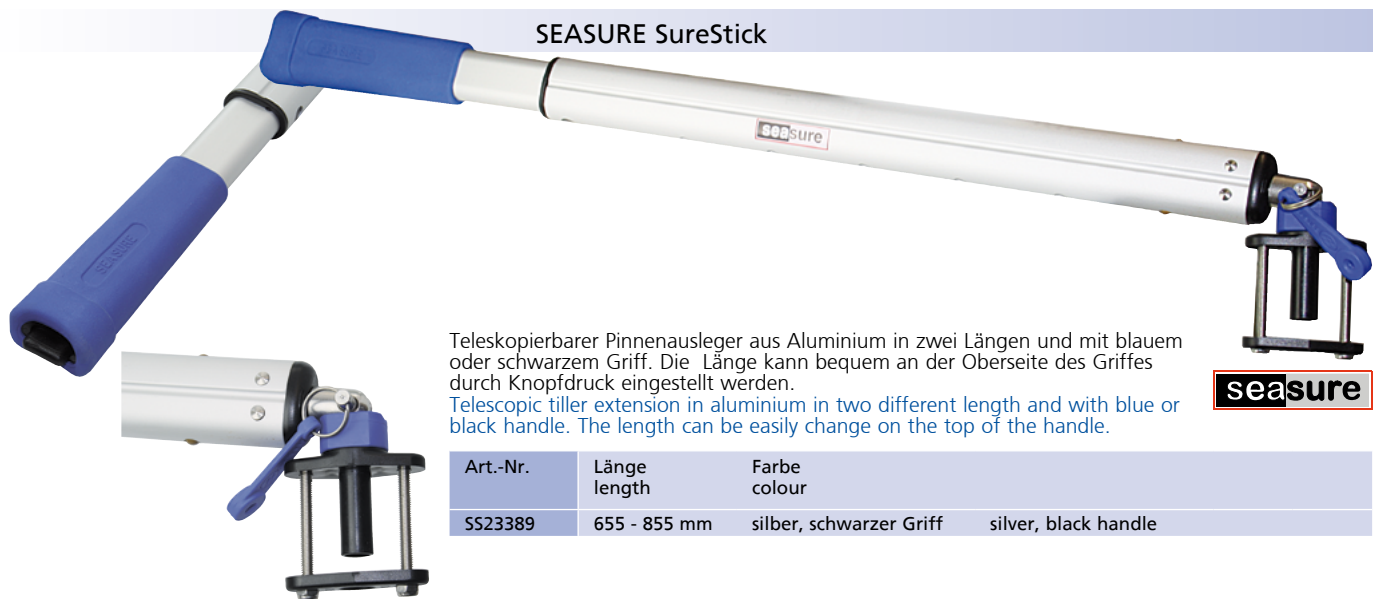 SEASURE SureStick
SEASURE
seasure
SEASURE
Teleskopierbarer Pinnenausleger aus Aluminium in zwei Längen und mit blauem
oder schwarzem Griff. Die Länge kann bequem an der Oberseite des Griffes
durch Knopfdruck eingestellt werden.
Telescopic tiller extension in aluminium in two different length and with blue or
black handle. The length can be easily change on the top of the handle.
seasure
Art.-Nr. Länge Farbe
length colour
SS23389 655 - 855 mm silber, schwarzer Griff silver, black handle